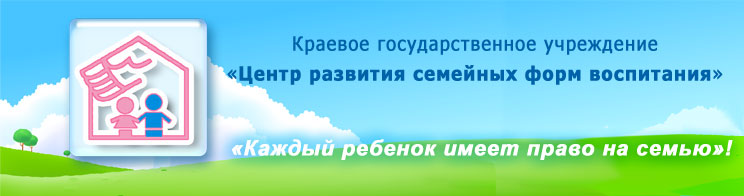 Краевое государственное учреждение
«Центр развития семейных форм воспитания»
«Каждый ребенок имеет право на семью»!